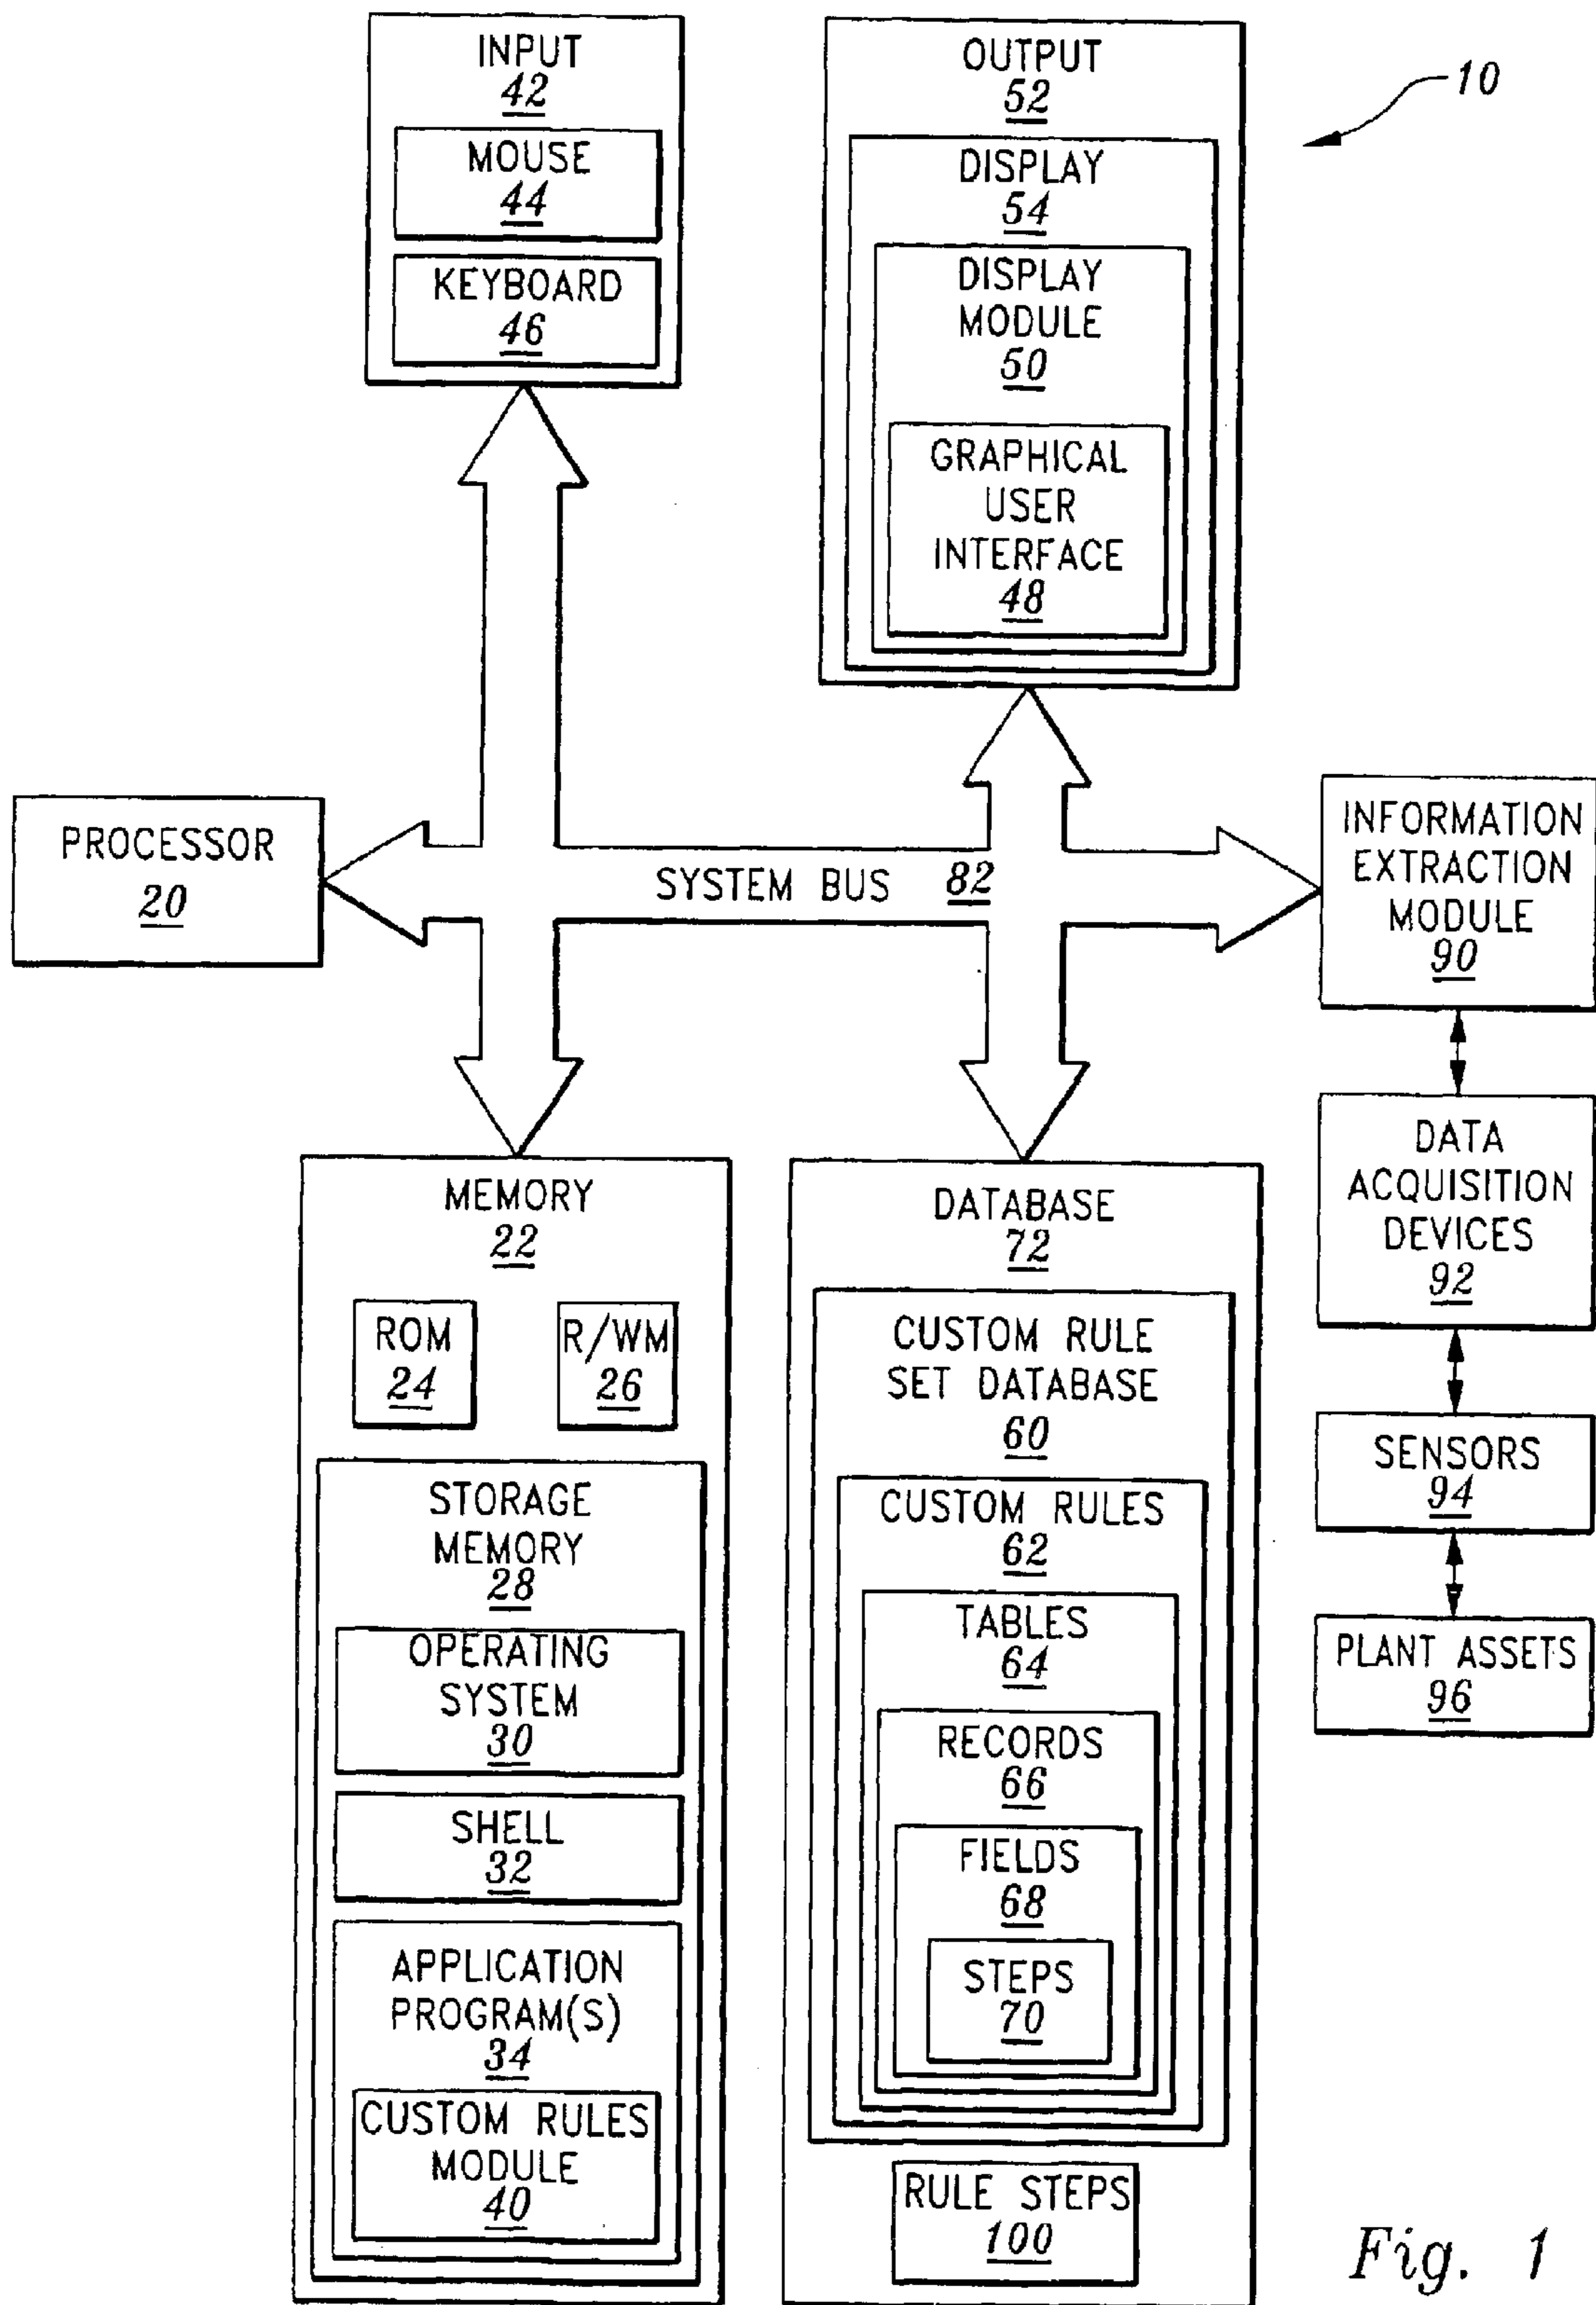 INPUT
42
MOUSE
44
KEYBOARD
46
OUTPUT
52
DISPLAY
54
DISPLAY
MODULE
50
GRAPHICAL
USER
INTERFACE
48
10
PROCESSOR
20
SYSTEM BUS 82
INFORMATION
EXTRACTION
MODULE
90
DATA
ACQUISITION
DEVICES
92
SENSORS
94
PLANT ASSETS
96
MEMORY
22
ROM
24
R/WM
26
STORAGE
MEMORY
28
OPERATING
SYSTEM
30
SHELL
32
APPLICATION
PROGRAM(S)
34
CUSTOM RULES
MODULE
40
DATABASE
72
CUSTOM RULE
SET DATABASE
60
CUSTOM RULES
62
TABLES
64
RECORDS
66
FIELDS
68
STEPS
70
RULE STEPS
100
Fig. 1